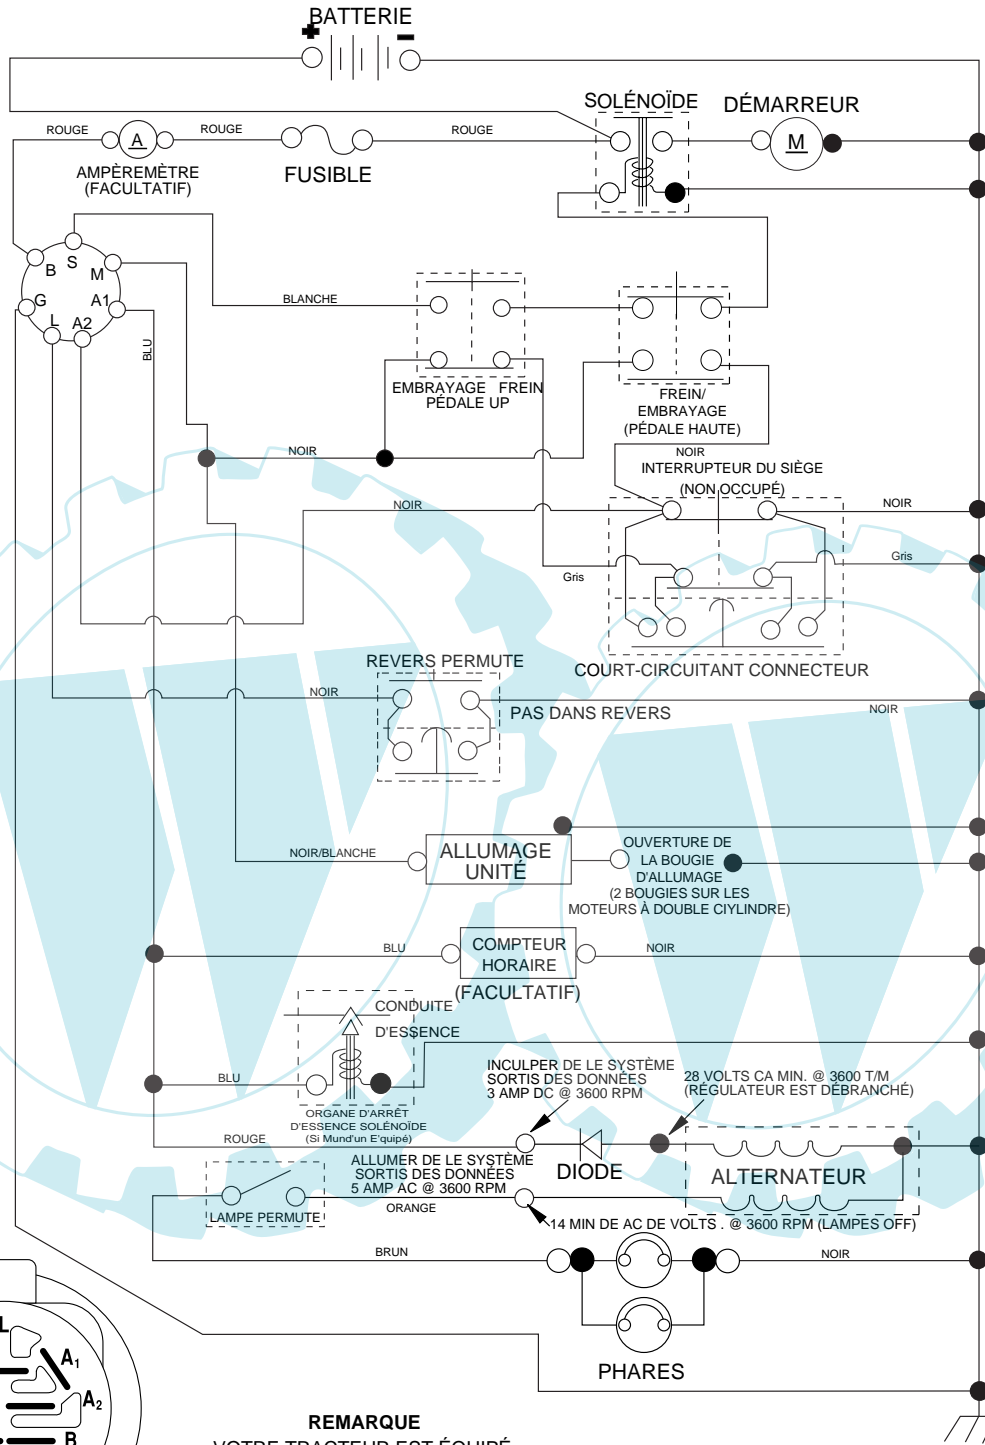 BATTERIE
SOLÉNOÏDE
DÉMARREUR
ROUGE
A
ROUGE
ROUGE
M
AMPÈREMÈTRE
(FACULTATIF)
FUSIBLE
B
S
M
G
A1
L
A2
BLU
BLANCHE
EMBRAYAGE FREIN
PÉDALE UP
FREIN/
EMBRAYAGE
(PÉDALE HAUTE)
NOIR
NOIR
INTERRUPTEUR DU SIÈGE
(NON OCCUPÉ)
NOIR
NOIR
Gris
Gris
REVERS PERMUTE
COURT-CIRCUITANT CONNECTEUR
NOIR
PAS DANS REVERS
NOIR
NOIR/BLANCHE
ALLUMAGE
UNITÉ
OUVERTURE DE
LA BOUGIE
D'ALLUMAGE
(2 BOUGIES SUR LES
MOTEURS À DOUBLE CIYLINDRE)
BLU
COMPTEUR
HORAIRE
NOIR
(FACULTATIF)
CONDUITE
D'ESSENCE
BLU
ORGANE D'ARRÊT
D'ESSENCE SOLÉNOÏDE
(Si Mund'un E'quipé)
INCULPER DE LE SYSTÈME
SORTIS DES DONNÉES
3 AMP DC @ 3600 RPM
28 VOLTS CA MIN. @ 3600 T/M
(RÉGULATEUR EST DÉBRANCHÉ)
ROUGE
DIODE
ALTERNATEUR
ALLUMER DE LE SYSTÈME
SORTIS DES DONNÉES
5 AMP AC @ 3600 RPM
LAMPE PERMUTE
ORANGE
14 MIN DE AC DE VOLTS . @ 3600 RPM (LAMPES OFF)
BRUN
NOIR
PHARES
L
A1
A2
B
REMARQUE
VOTRE TRACTEUR EST ÉQUIPÉ